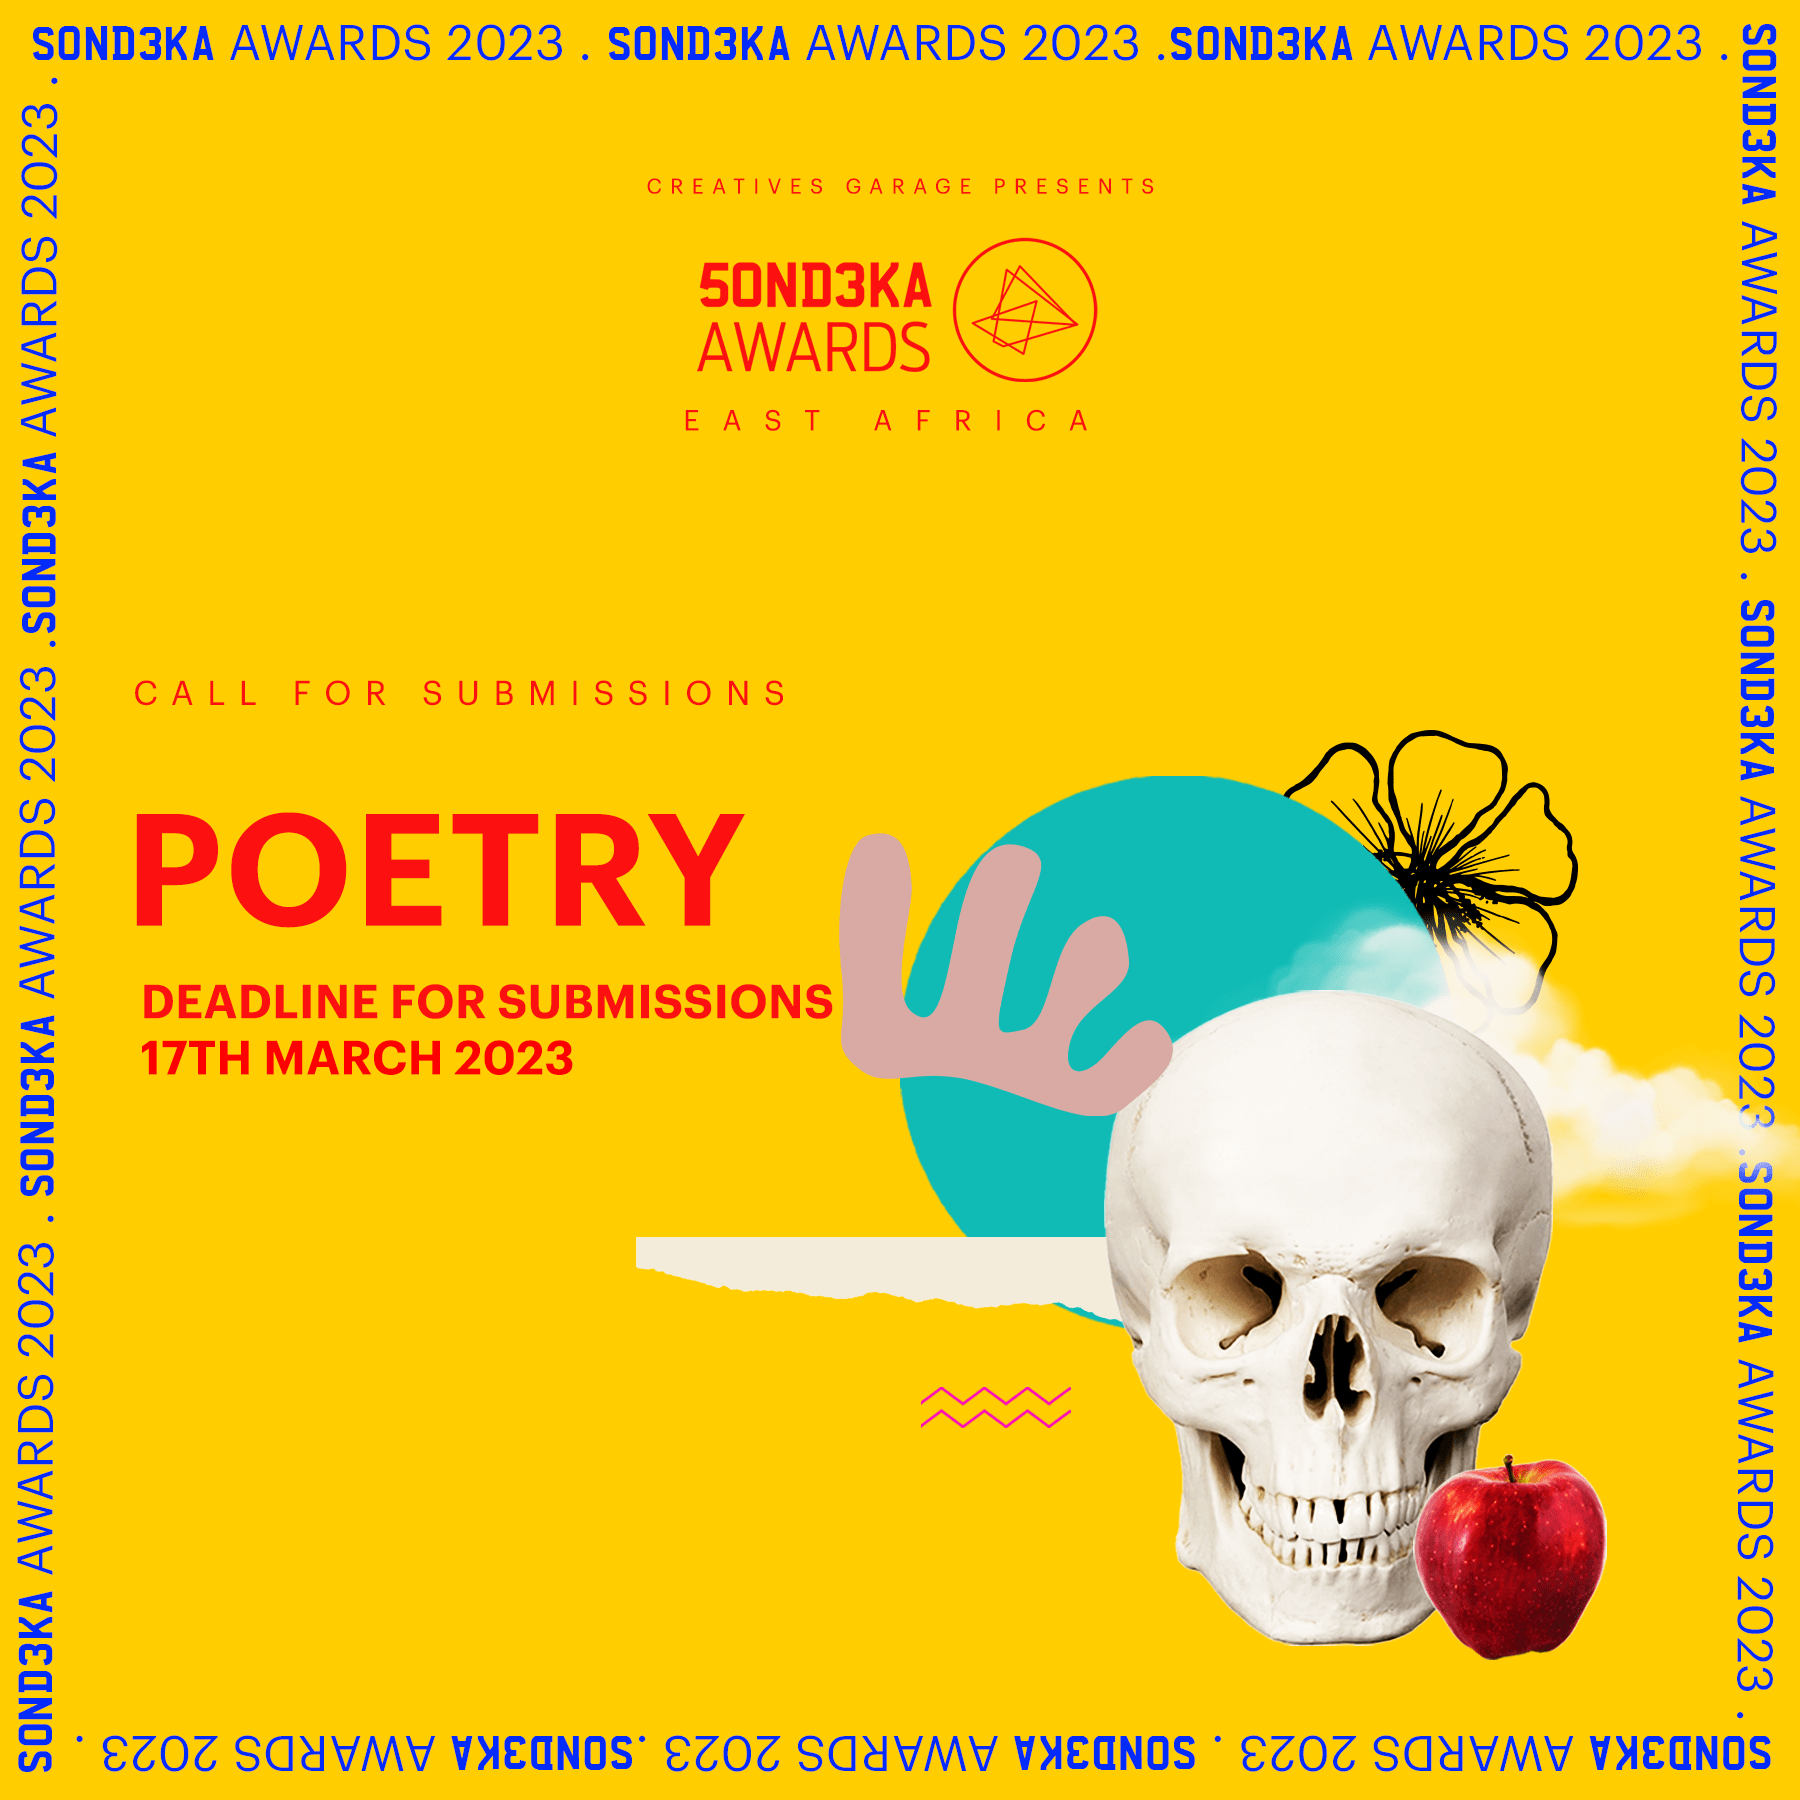 SOND3KA AWARDS 2023 . SOND3KA AWARDS 2023 .SOND3KA AWARDS 2023 .
SOND3KA AWARDS 2023 . SOND3KA AWARDS 2023 .SOND3KA AWARDS 2023 .
CREATIVES GARAGE PRESENTS
5OND3KA
AWARDS
EAST AFRICA
CALL FOR SUBMISSIONS
POETRY
DEADLINE FOR SUBMISSIONS
17TH MARCH 2023
SOND3KA AWARDS 2023 . SOND3KA AWARDS 2023 .SOND3KA AWARDS 2023 .
SOND3KA AWARDS 2023 . SOND3KA AWARDS 2023 .SOND3KA AWARDS 2023 .